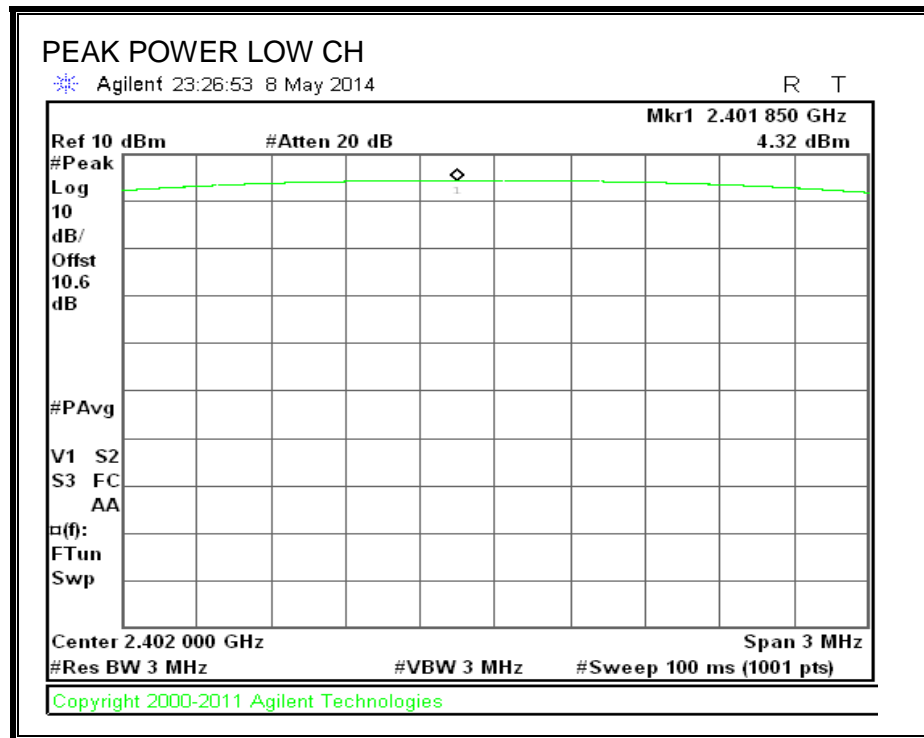 PEAK POWER LOW CH
Agilent 23:26:53 8 May 2014 R T
Mkr1 2.401 850 GHz
Ref 10 dBm #Atten 20 dB 4.32 dBm
#Peak
Log
10
dB/
Offst
10.6
dB
1
#PAvg
V1 S2
S3 FC
AA
¤(f):
FTun
Swp
Center 2.402 000 GHz Span 3 MHz
#Res BW 3 MHz #VBW 3 MHz #Sweep 100 ms (1001 pts)
Copyright 2000-2011 Agilent Technologies